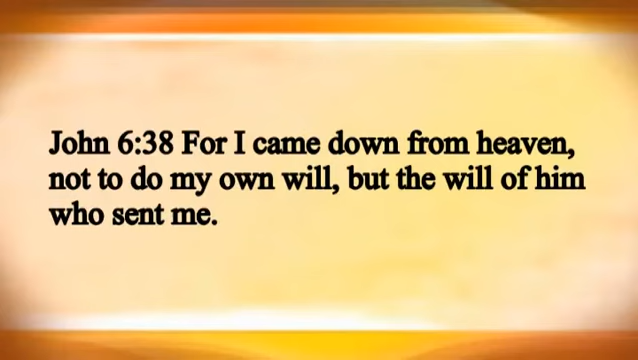 John 6:38 For I came down from heaven,
not to do my own will, but the will of him
who sent me.